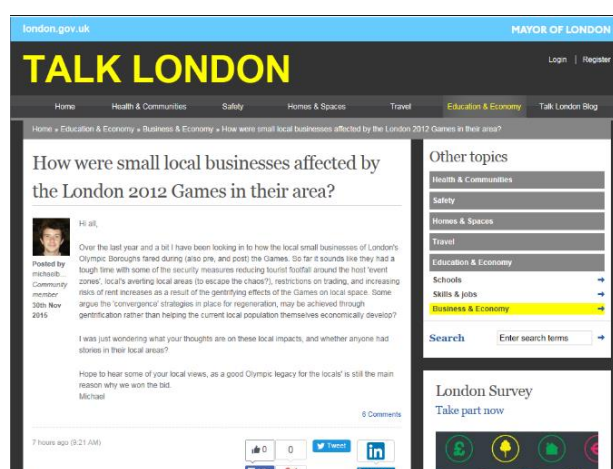 london.gov.uk
MAYOR OF LONDON
TALK LONDON
Login | Register
Home Health & Communities Safety Homes & Spaces Travel Education & Economy Talk London Blog
Home » Education & Economy » Business & Economy » How were small local businesses affected by the London 2012 Games in their area?
How were small local businesses affected by
the London 2012 Games in their area?
Posted by
michaelb...
Community
member
30th Nov
2015
Hi all,
Over the last year and a bit I have been looking in to how the local small businesses of London's
Olympic Boroughs fared during (also pre, and post) the Games. So far it sounds like they had a
tough time with some of the security measures reducing tourist footfall around the host 'event
zones', local's averting local areas (to escape the chaos?), restrictions on trading, and increasing
risks of rent increases as a result of the gentrifying effects of the Games on local space. Some
argue the 'convergence' strategies in place for regeneration, may be achieved through
gentrification rather than helping the current local population themselves economically develop?
I was just wondering what your thoughts are on these local impacts, and whether anyone had
stories in their local areas?
Hope to hear some of your local views, as a good Olympic legacy for the locals' is still the main
reason why we won the bid.
Michael
6 Comments
7 hours ago (9:21 AM)
0
0
Tweet
in
Other topics
Health & Communities
Safety
Homes & Spaces
Travel
Education & Economy
Schools
Skills & jobs
Business & Economy
Search Enter search terms
London Survey
Take part now